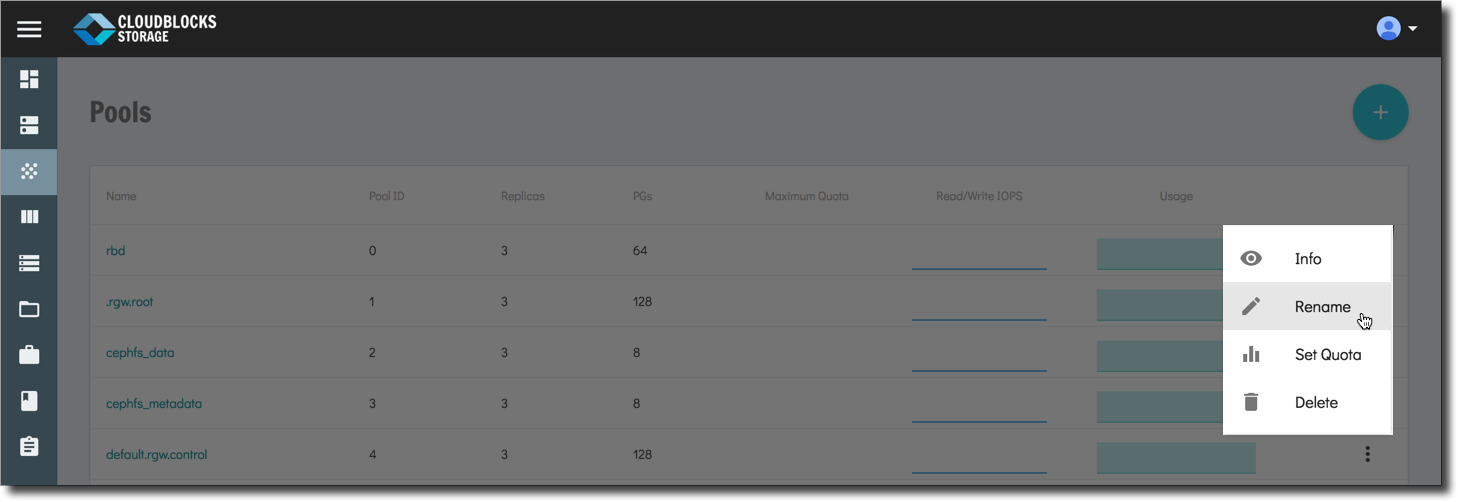 CLOUDBLOCKS
STORAGE
Pools
Name Pool ID Replicas PGs Maximum Quota Read/Write IOPS Usage
rbd 0 3 64
.rgw.root 1 3 128
cephfs_data 2 3 8
cephfs_metadata 3 3 8
default.rgw.control 4 3 128
Info
Rename
Set Quota
Delete